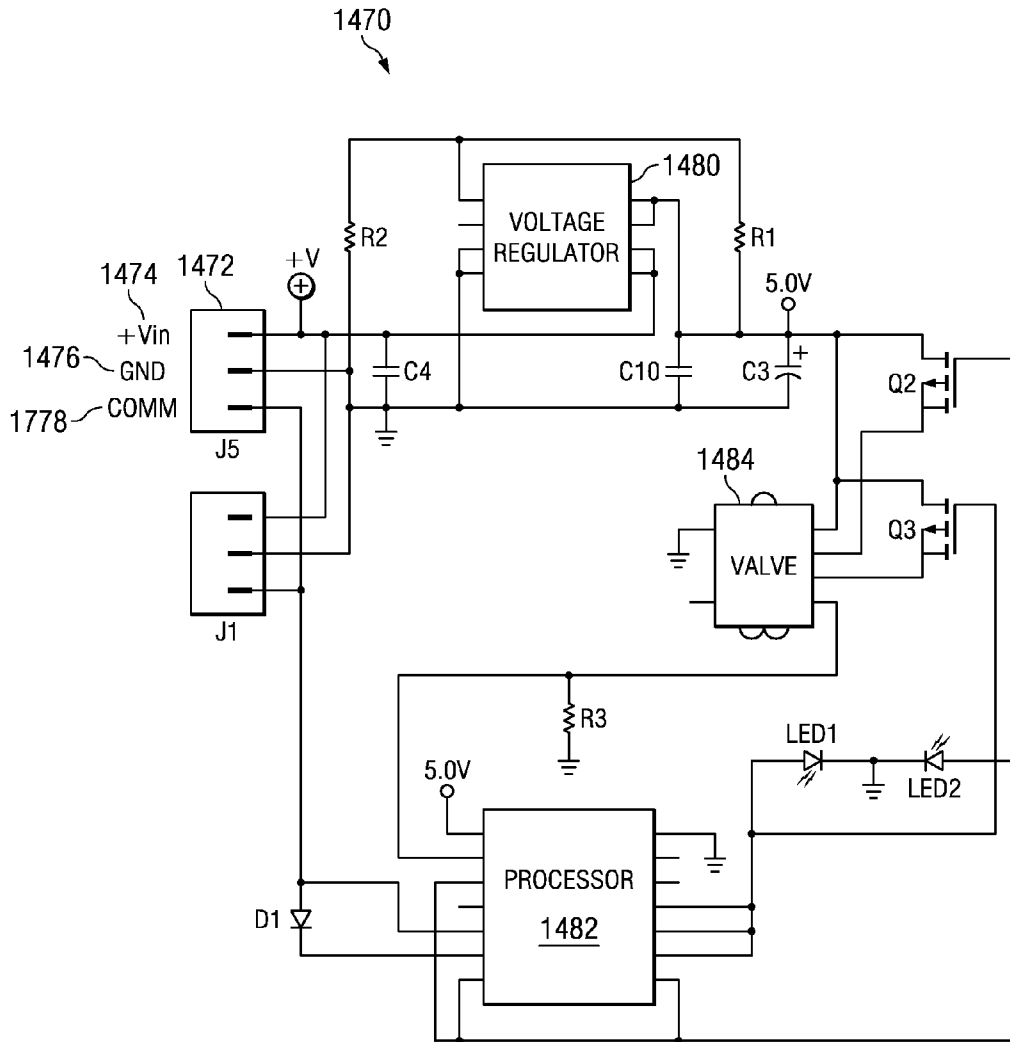 1470
1480
VOLTAGE
REGULATOR
R2
R1
+V
5.0V
1474
1472
+Vin
1476
GND
1778
COMM
J5
C4
C10
C3
+
Q2
1484
VALVE
Q3
J1
R3
LED1
LED2
5.0V
PROCESSOR
1482
D1